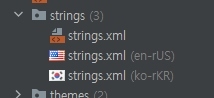 strings (3)
strings.xml
strings.xml (en-rUS)
strings.xml (ko-rKR)
themes (2)